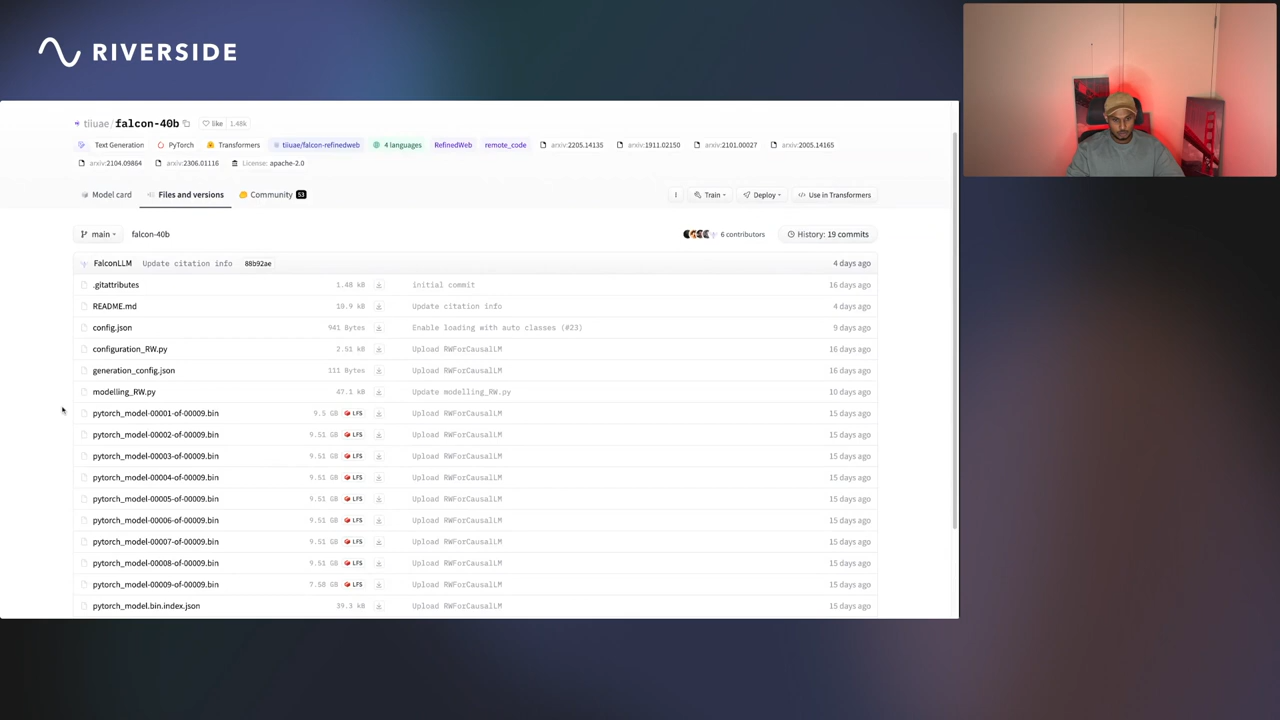 RIVERSIDE
tiiuae/falcon-40b like 1.48k
Text Generation PyTorch Transformers tiiuae/falcon-refinedweb 4 languages RefinedWeb remote_code arxiv:2205.14135 arxiv:1911.02150 arxiv:2101.00027 arxiv:2005.14165
arxiv:2104.09864 arxiv:2306.01116 License: apache-2.0
Model card Files and versions Community 53 Train Deploy </> Use in Transformers
main falcon-40b 6 contributors History: 19 commits
FalconLLM Update citation info 88b92ae 4 days ago
.gitattributes 1.48 kB initial commit 16 days ago
README.md 10.9 kB Update citation info 4 days ago
config.json 941 Bytes Enable loading with auto classes (#23) 9 days ago
configuration_RW.py 2.51 kB Upload RWForCausalLM 16 days ago
generation_config.json 111 Bytes Upload RWForCausalLM 16 days ago
modelling_RW.py 47.1 kB Update modelling_RW.py 10 days ago
pytorch_model-00001-of-00009.bin 9.5 GB LFS Upload RWForCausalLM 15 days ago
pytorch_model-00002-of-00009.bin 9.51 GB LFS Upload RWForCausalLM 15 days ago
pytorch_model-00003-of-00009.bin 9.51 GB LFS Upload RWForCausalLM 15 days ago
pytorch_model-00004-of-00009.bin 9.51 GB LFS Upload RWForCausalLM 15 days ago
pytorch_model-00005-of-00009.bin 9.51 GB LFS Upload RWForCausalLM 15 days ago
pytorch_model-00006-of-00009.bin 9.51 GB LFS Upload RWForCausalLM 15 days ago
pytorch_model-00007-of-00009.bin 9.51 GB LFS Upload RWForCausalLM 15 days ago
pytorch_model-00008-of-00009.bin 9.51 GB LFS Upload RWForCausalLM 15 days ago
pytorch_model-00009-of-00009.bin 7.58 GB LFS Upload RWForCausalLM 15 days ago
pytorch_model.bin.index.json 39.3 kB Upload RWForCausalLM 15 days ago